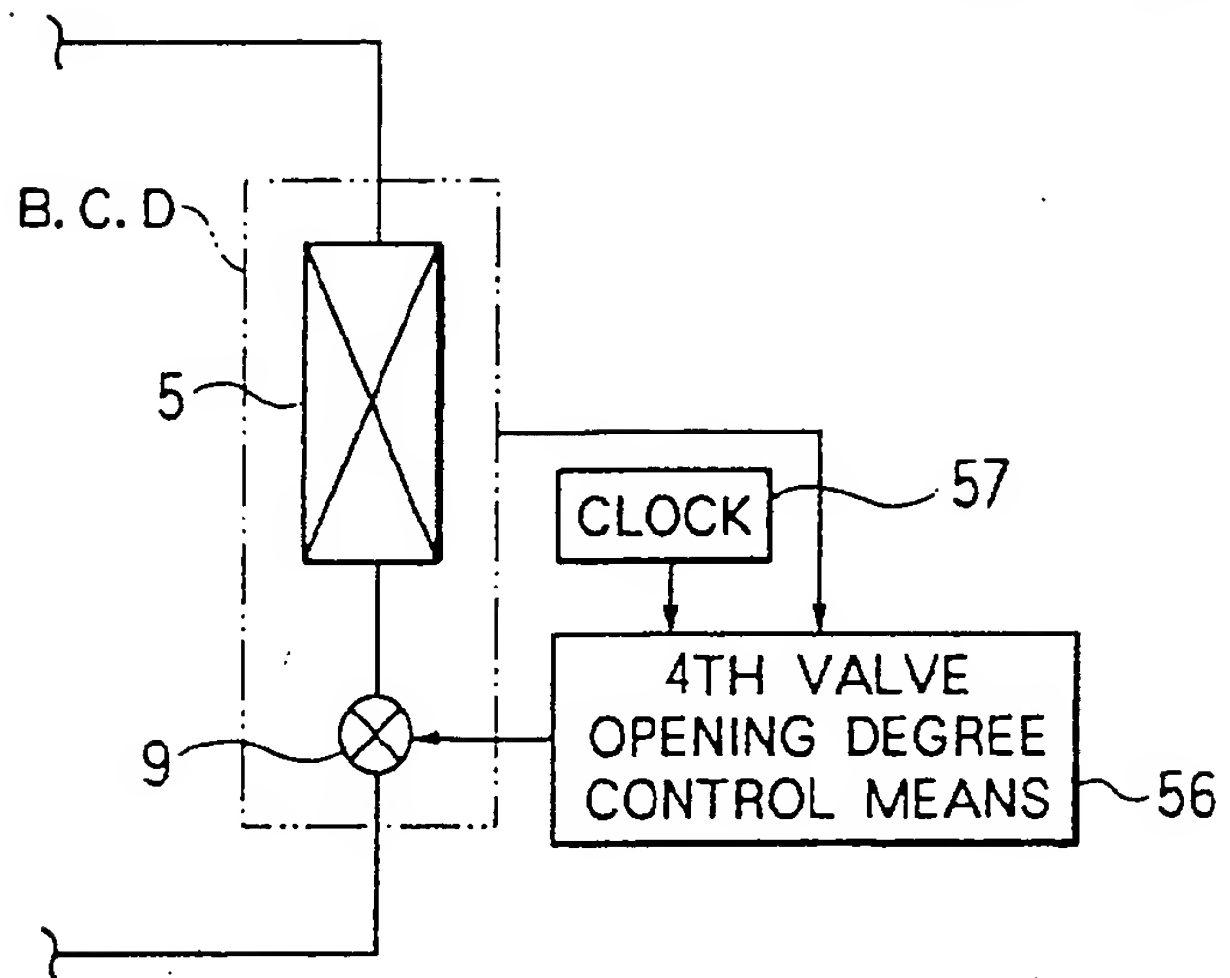 B.C.D
5
CLOCK
57
4TH VALVE
OPENING DEGREE
CONTROL MEANS
9
56